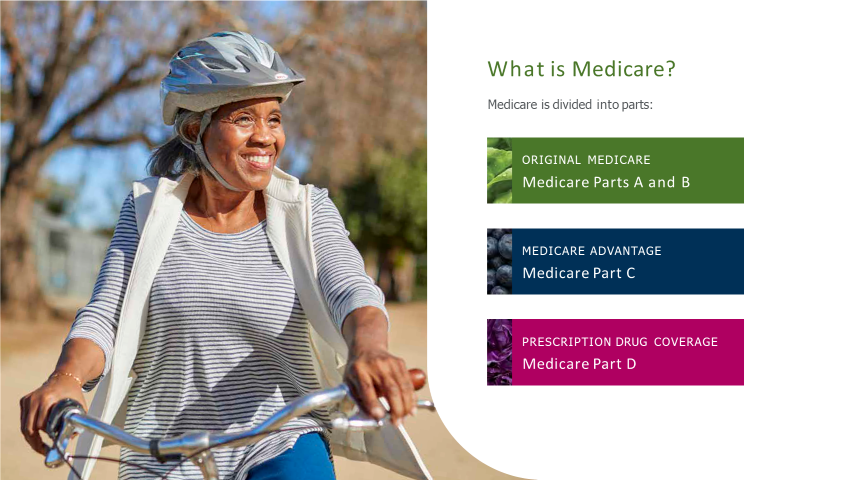 What is Medicare?
Medicare is divided into parts:
ORIGINAL MEDICARE
Medicare Parts A and B
MEDICARE ADVANTAGE
Medicare Part C
PRESCRIPTION DRUG COVERAGE
Medicare Part D